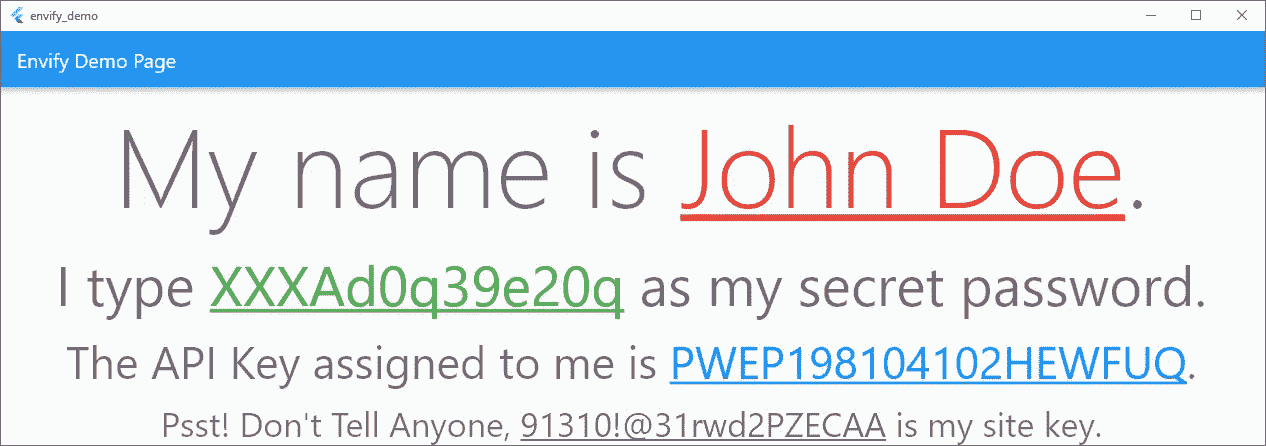 envify_demo
Envify Demo Page
My name is John Doe.
I type XXXAd0q39e20q as my secret password.
The API Key assigned to me is PWEP198104102HEWFUQ.
Psst! Don't Tell Anyone, 91310!@31rwd2PZECAA is my site key.